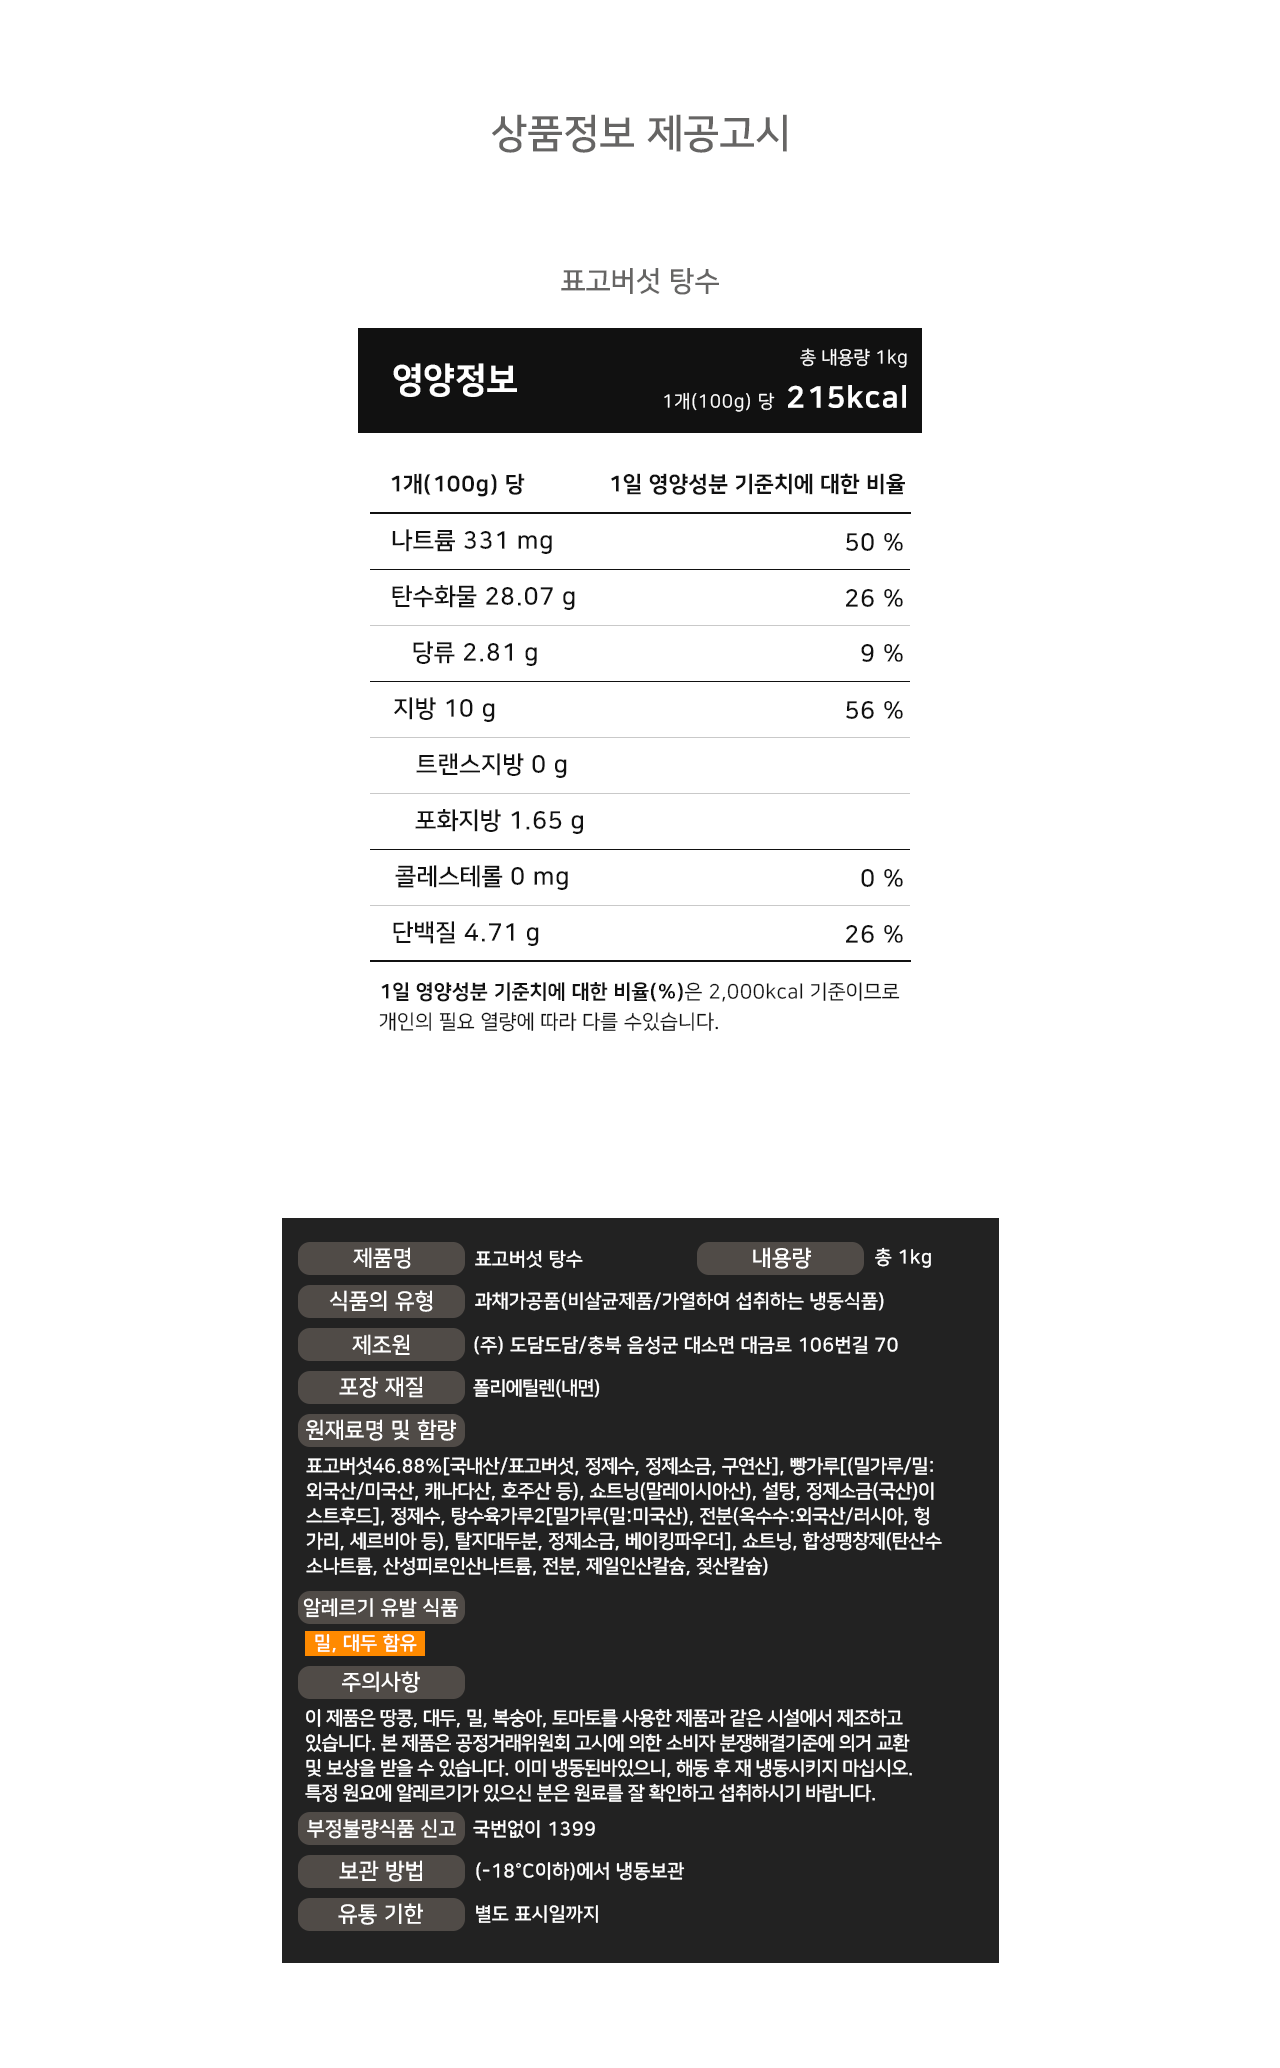 상품정보 제공고시
표고버섯 탕수
영양정보
총 내용량 1kg
1개(100g) 당 215kcal
1개(100g) 당 1일 영양성분 기준치에 대한 비율
나트륨 331 mg 50 %
탄수화물 28.07 g 26 %
당류 2.81 g 9 %
지방 10 g 56 %
트랜스지방 0 g
포화지방 1.65 g
콜레스테롤 0 mg 0 %
단백질 4.71 g 26 %
1일 영양성분 기준치에 대한 비율(%)은 2,000kcal 기준이므로
개인의 필요 열량에 따라 다를 수있습니다.
제품명 표고버섯 탕수 내용량 총 1kg
식품의 유형 과채가공품(비살균제품/가열하여 섭취하는 냉동식품)
제조원 (주) 도담도담/충북 음성군 대소면 대금로 106번길 70
포장 재질 폴리에틸렌(내면)
원재료명 및 함량
표고버섯46.88%[국내산/표고버섯, 정제수, 정제소금, 구연산], 빵가루[(밀가루/밀:
외국산/미국산, 캐나다산, 호주산 등), 쇼트닝(말레이시아산), 설탕, 정제소금(국산)이
스트후드], 정제수, 탕수육가루2[밀가루(밀:미국산), 전분(옥수수:외국산/러시아, 헝
가리, 세르비아 등), 탈지대두분, 정제소금, 베이킹파우더], 쇼트닝, 합성팽창제(탄산수
소나트륨, 산성피로인산나트륨, 전분, 제일인산칼슘, 젖산칼슘)
알레르기 유발 식품
밀, 대두 함유
주의사항
이 제품은 땅콩, 대두, 밀, 복숭아, 토마토를 사용한 제품과 같은 시설에서 제조하고
있습니다. 본 제품은 공정거래위원회 고시에 의한 소비자 분쟁해결기준에 의거 교환
및 보상을 받을 수 있습니다. 이미 냉동된바있으니, 해동 후 재 냉동시키지 마십시오.
특정 원요에 알레르기가 있으신 분은 원료를 잘 확인하고 섭취하시기 바랍니다.
부정불량식품 신고 국번없이 1399
보관 방법 (-18°C이하)에서 냉동보관
유통 기한 별도 표시일까지